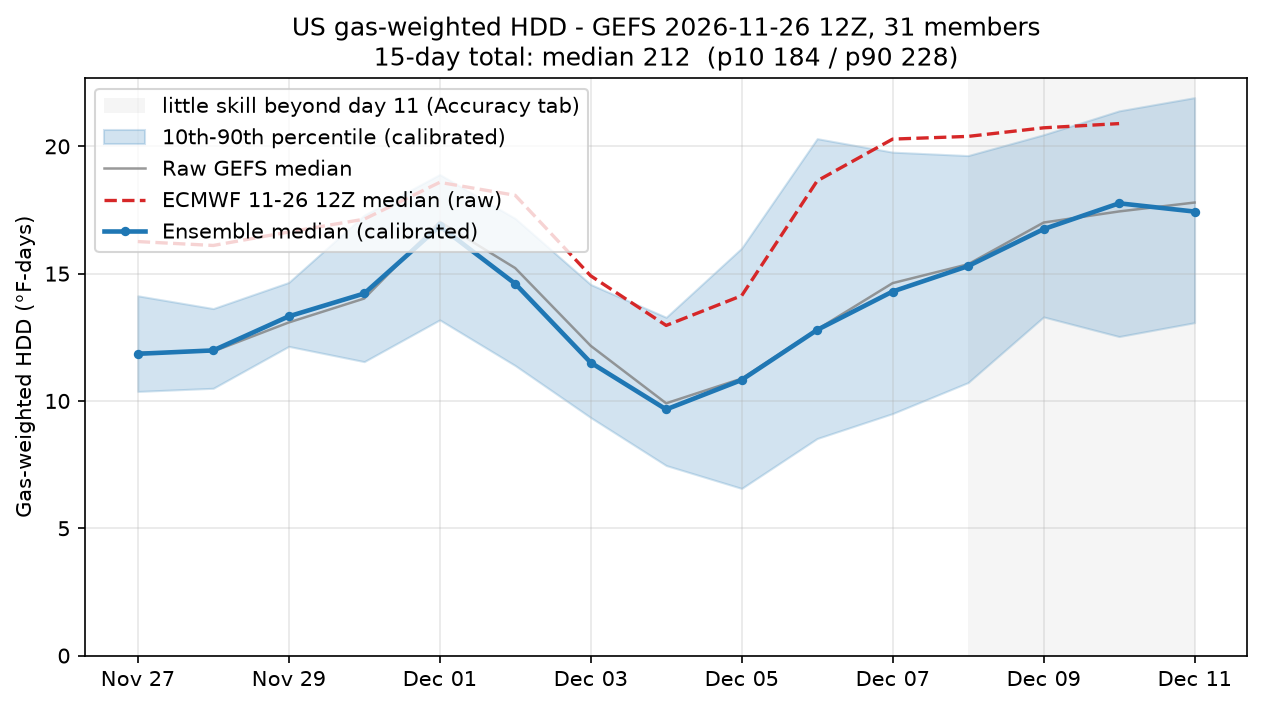 US gas-weighted HDD - GEFS 2026-11-26 12Z, 31 members
15-day total: median 212  (p10 184 / p90 228)
little skill beyond day 11 (Accuracy tab)
10th-90th percentile (calibrated)
Raw GEFS median
ECMWF 11-26 12Z median (raw)
Ensemble median (calibrated)
Gas-weighted HDD (°F-days)
20
15
10
5
0
Nov 27
Nov 29
Dec 01
Dec 03
Dec 05
Dec 07
Dec 09
Dec 11